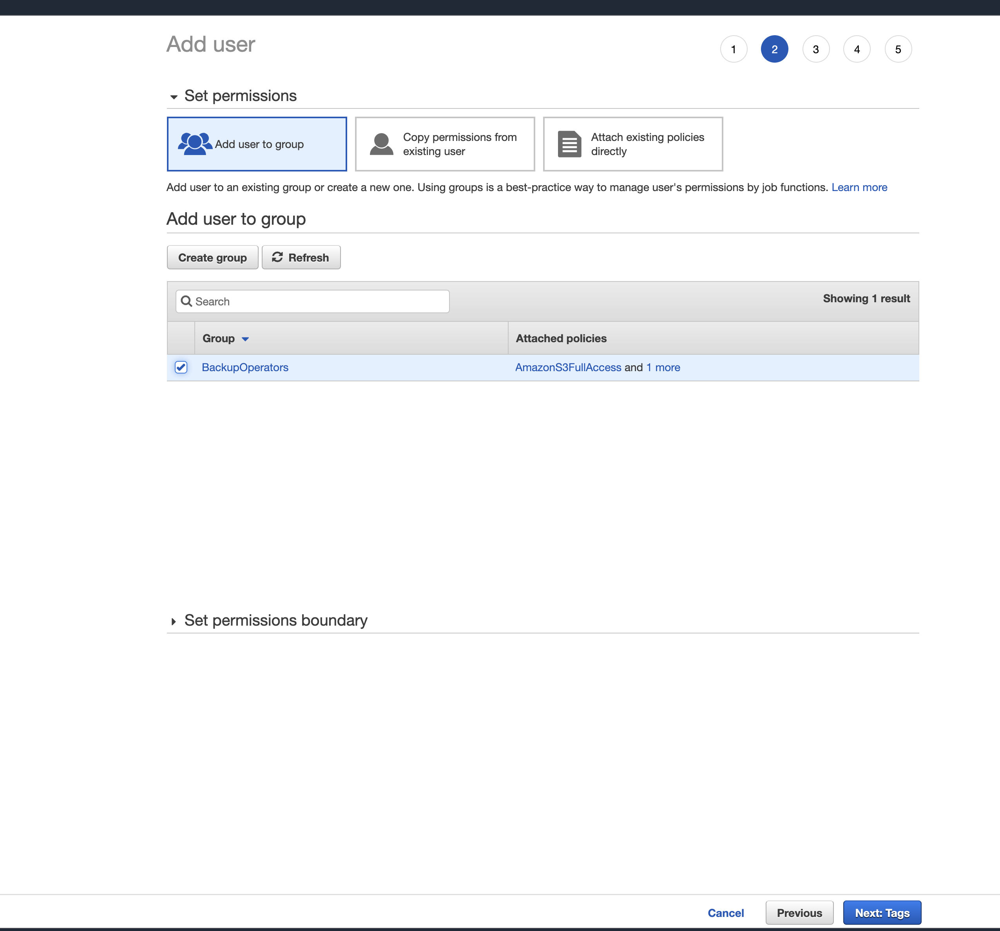 Add user
1 2 3 4 5
Set permissions
Add user to group
Copy permissions from
existing user
Attach existing policies
directly
Add user to an existing group or create a new one. Using groups is a best-practice way to manage user's permissions by job functions. Learn more
Add user to group
Create group Refresh
Search Showing 1 result
Group Attached policies
BackupOperators AmazonS3FullAccess and 1 more
Set permissions boundary
Cancel Previous Next: Tags